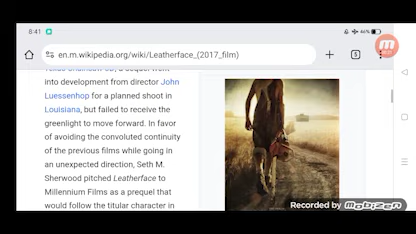 8:41
46%
en.m.wikipedia.org/wiki/Leatherface_(2017_film)
5
into development from director John
Luessenhop for a planned shoot in
Louisiana, but failed to receive the
greenlight to move forward. In favor
of avoiding the convoluted continuity
of the previous films while going in
an unexpected direction, Seth M.
Sherwood pitched Leatherface to
Millennium Films as a prequel that
would follow the titular character in
Recorded by Mobizen